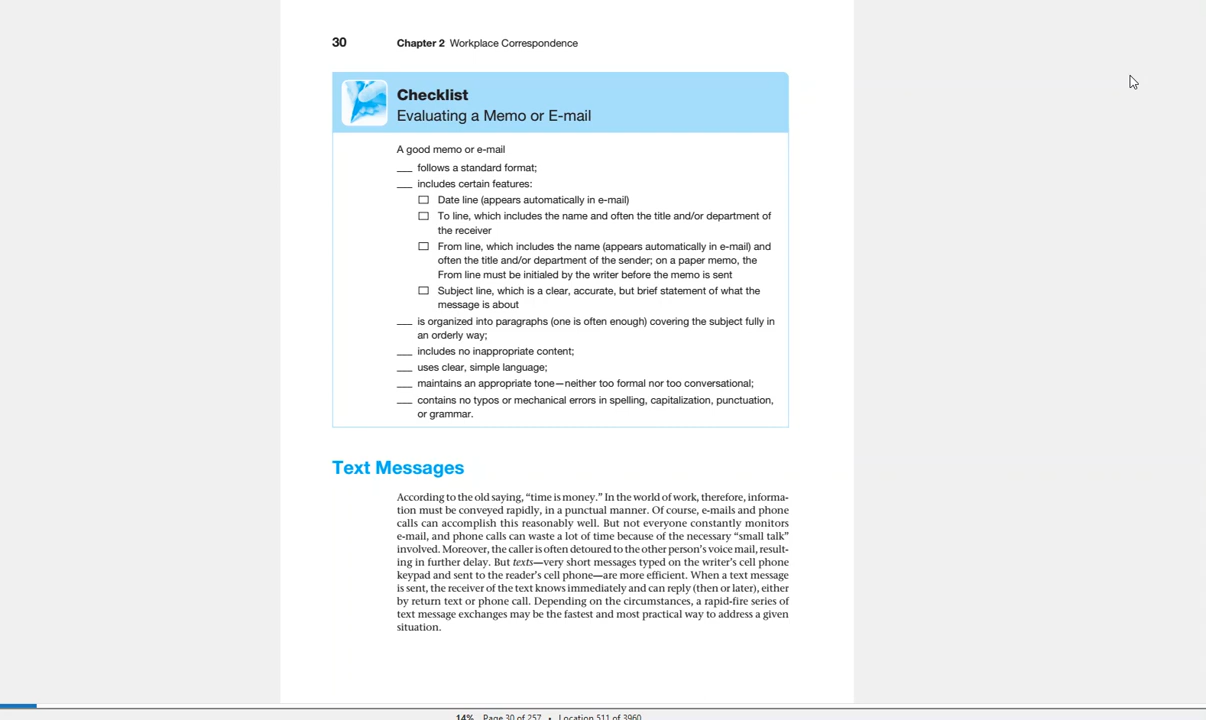 30 Chapter 2 Workplace Correspondence
Checklist
Evaluating a Memo or E-mail
A good memo or e-mail
___ follows a standard format;
___ includes certain features:
☐ Date line (appears automatically in e-mail)
☐ To line, which includes the name and often the title and/or department of
the receiver
☐ From line, which includes the name (appears automatically in e-mail) and
often the title and/or department of the sender; on a paper memo, the
From line must be initialed by the writer before the memo is sent
☐ Subject line, which is a clear, accurate, but brief statement of what the
message is about
___ is organized into paragraphs (one is often enough) covering the subject fully in
an orderly way;
___ includes no inappropriate content;
___ uses clear, simple language;
___ maintains an appropriate tone—neither too formal nor too conversational;
___ contains no typos or mechanical errors in spelling, capitalization, punctuation,
or grammar.
Text Messages
According to the old saying, “time is money.” In the world of work, therefore, informa-
tion must be conveyed rapidly, in a punctual manner. Of course, e-mails and phone
calls can accomplish this reasonably well. But not everyone constantly monitors
e-mail, and phone calls can waste a lot of time because of the necessary “small talk”
involved. Moreover, the caller is often detoured to the other person’s voice mail, result-
ing in further delay. But texts—very short messages typed on the writer’s cell phone
keypad and sent to the reader’s cell phone—are more efficient. When a text message
is sent, the receiver of the text knows immediately and can reply (then or later), either
by return text or phone call. Depending on the circumstances, a rapid-fire series of
text message exchanges may be the fastest and most practical way to address a given
situation.
14% Page 30 of 257 • Location 511 of 3960